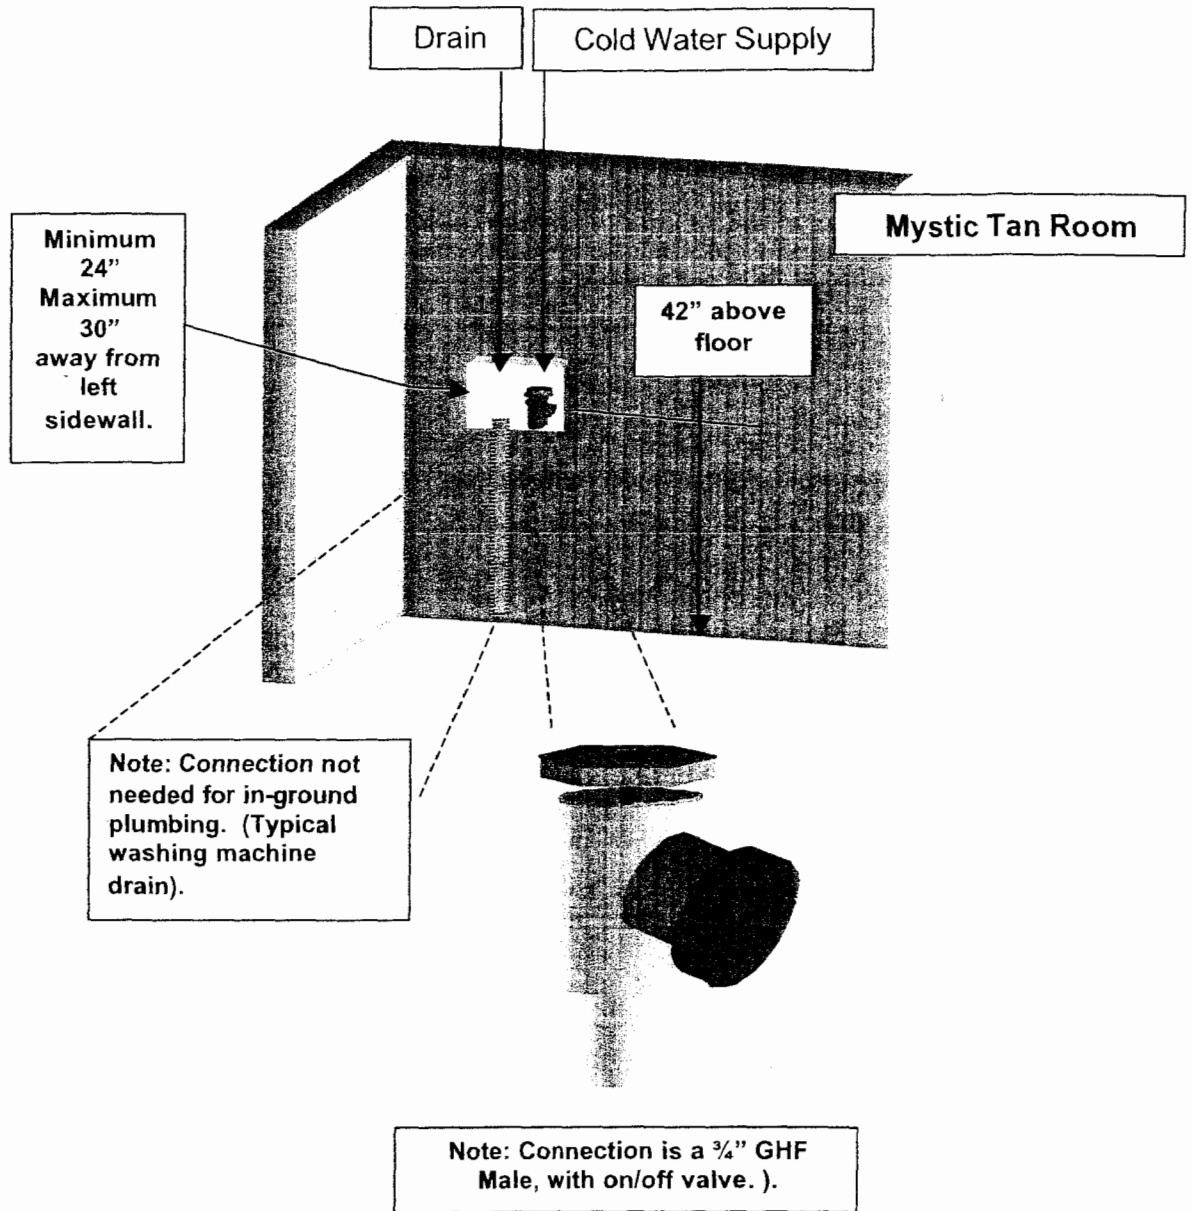 Drain
Cold Water Supply
Mystic Tan Room
Minimum
24”
Maximum
30”
away from
left
sidewall.
42” above
floor
Note: Connection not
needed for in-ground
plumbing. (Typical
washing machine
drain).
Note: Connection is a ¾” GHF
Male, with on/off valve. ).